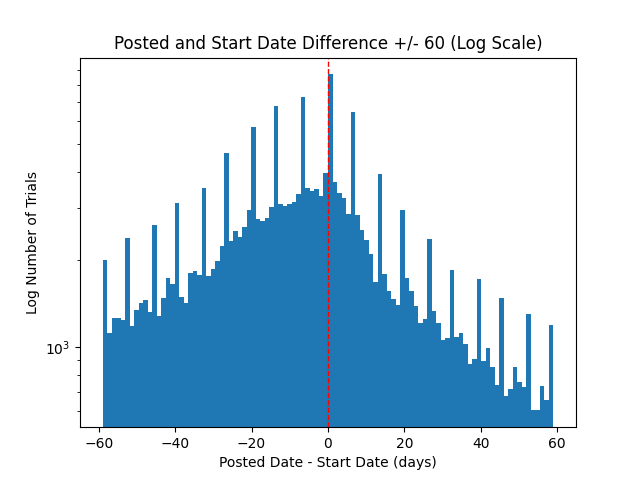 Posted and Start Date Difference +/- 60 (Log Scale)
Log Number of Trials
10³
−60 −40 −20 0 20 40 60
Posted Date - Start Date (days)